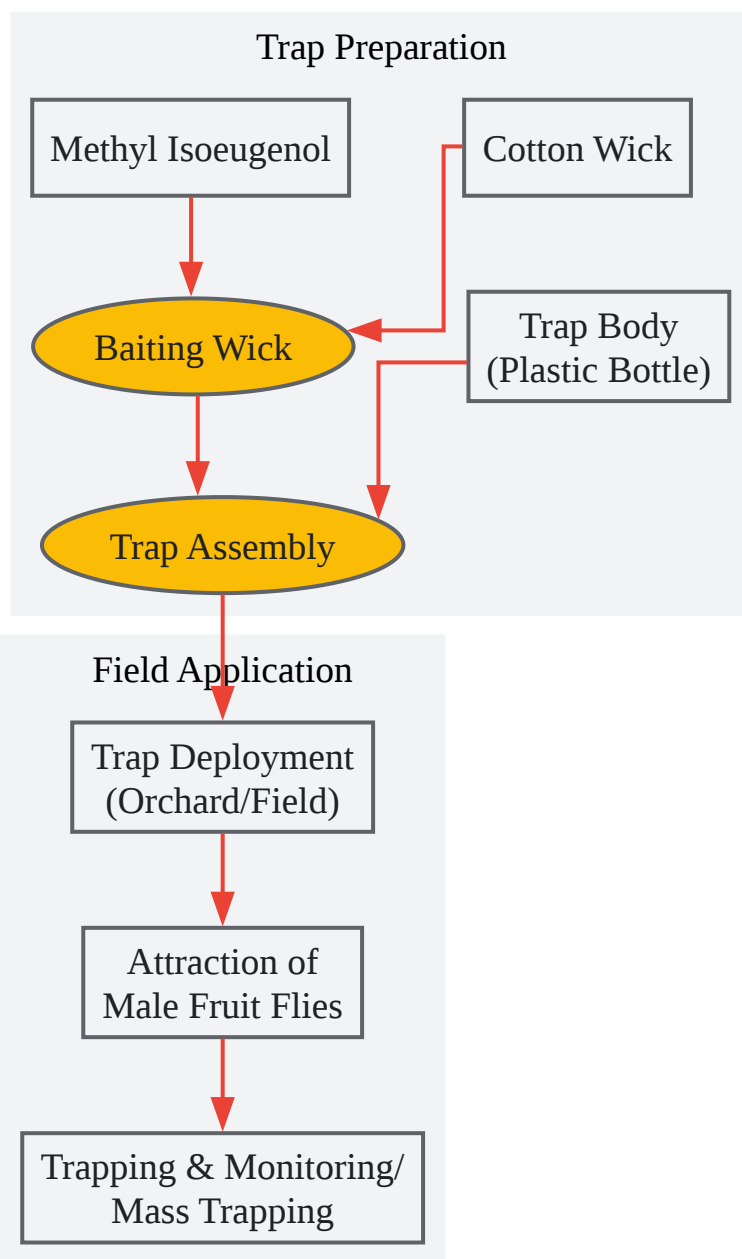 Trap Preparation
Methyl Isoeugenol
Cotton Wick
Baiting Wick
Trap Body
(Plastic Bottle)
Trap Assembly
Field Application
Trap Deployment
(Orchard/Field)
Attraction of
Male Fruit Flies
Trapping & Monitoring/
Mass Trapping